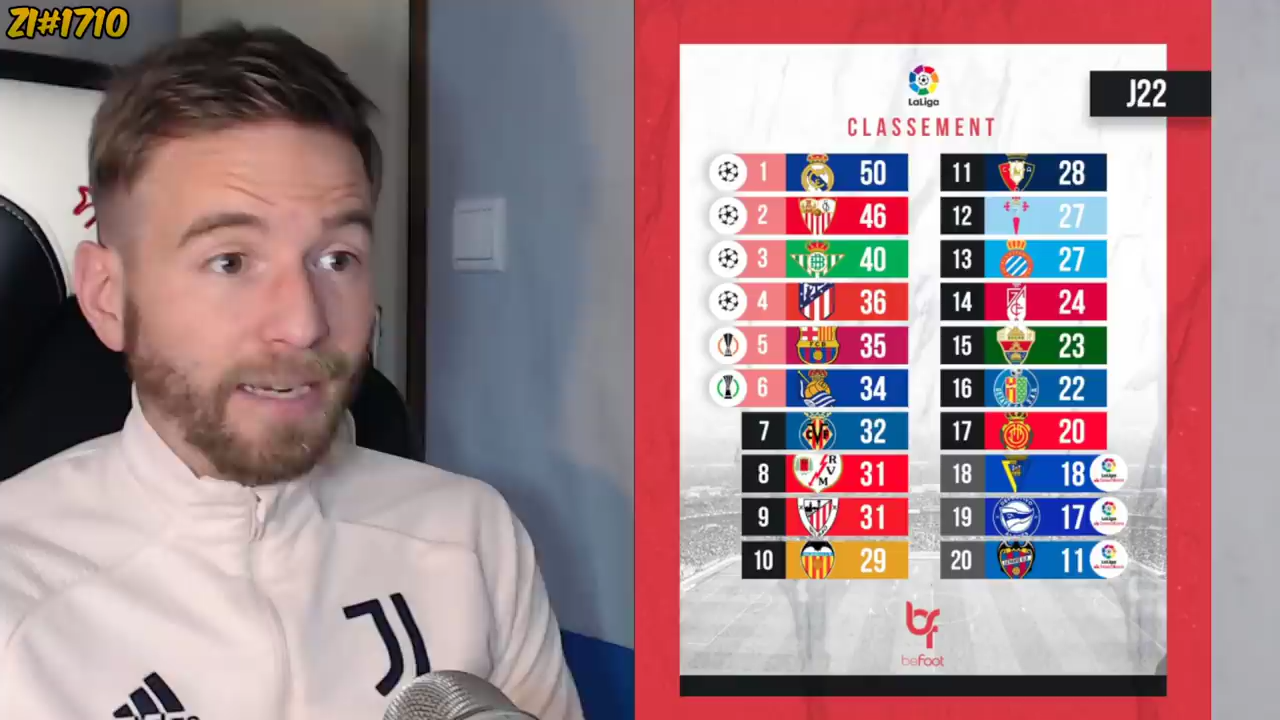 ZI#1710
LaLiga
J22
CLASSEMENT
1 50
2 46
3 40
4 36
5 35
6 34
7 32
8 31
9 31
10 29
11 28
12 27
13 27
14 24
15 23
16 22
17 20
18 18
19 17
20 11
bf
befoot
adidas